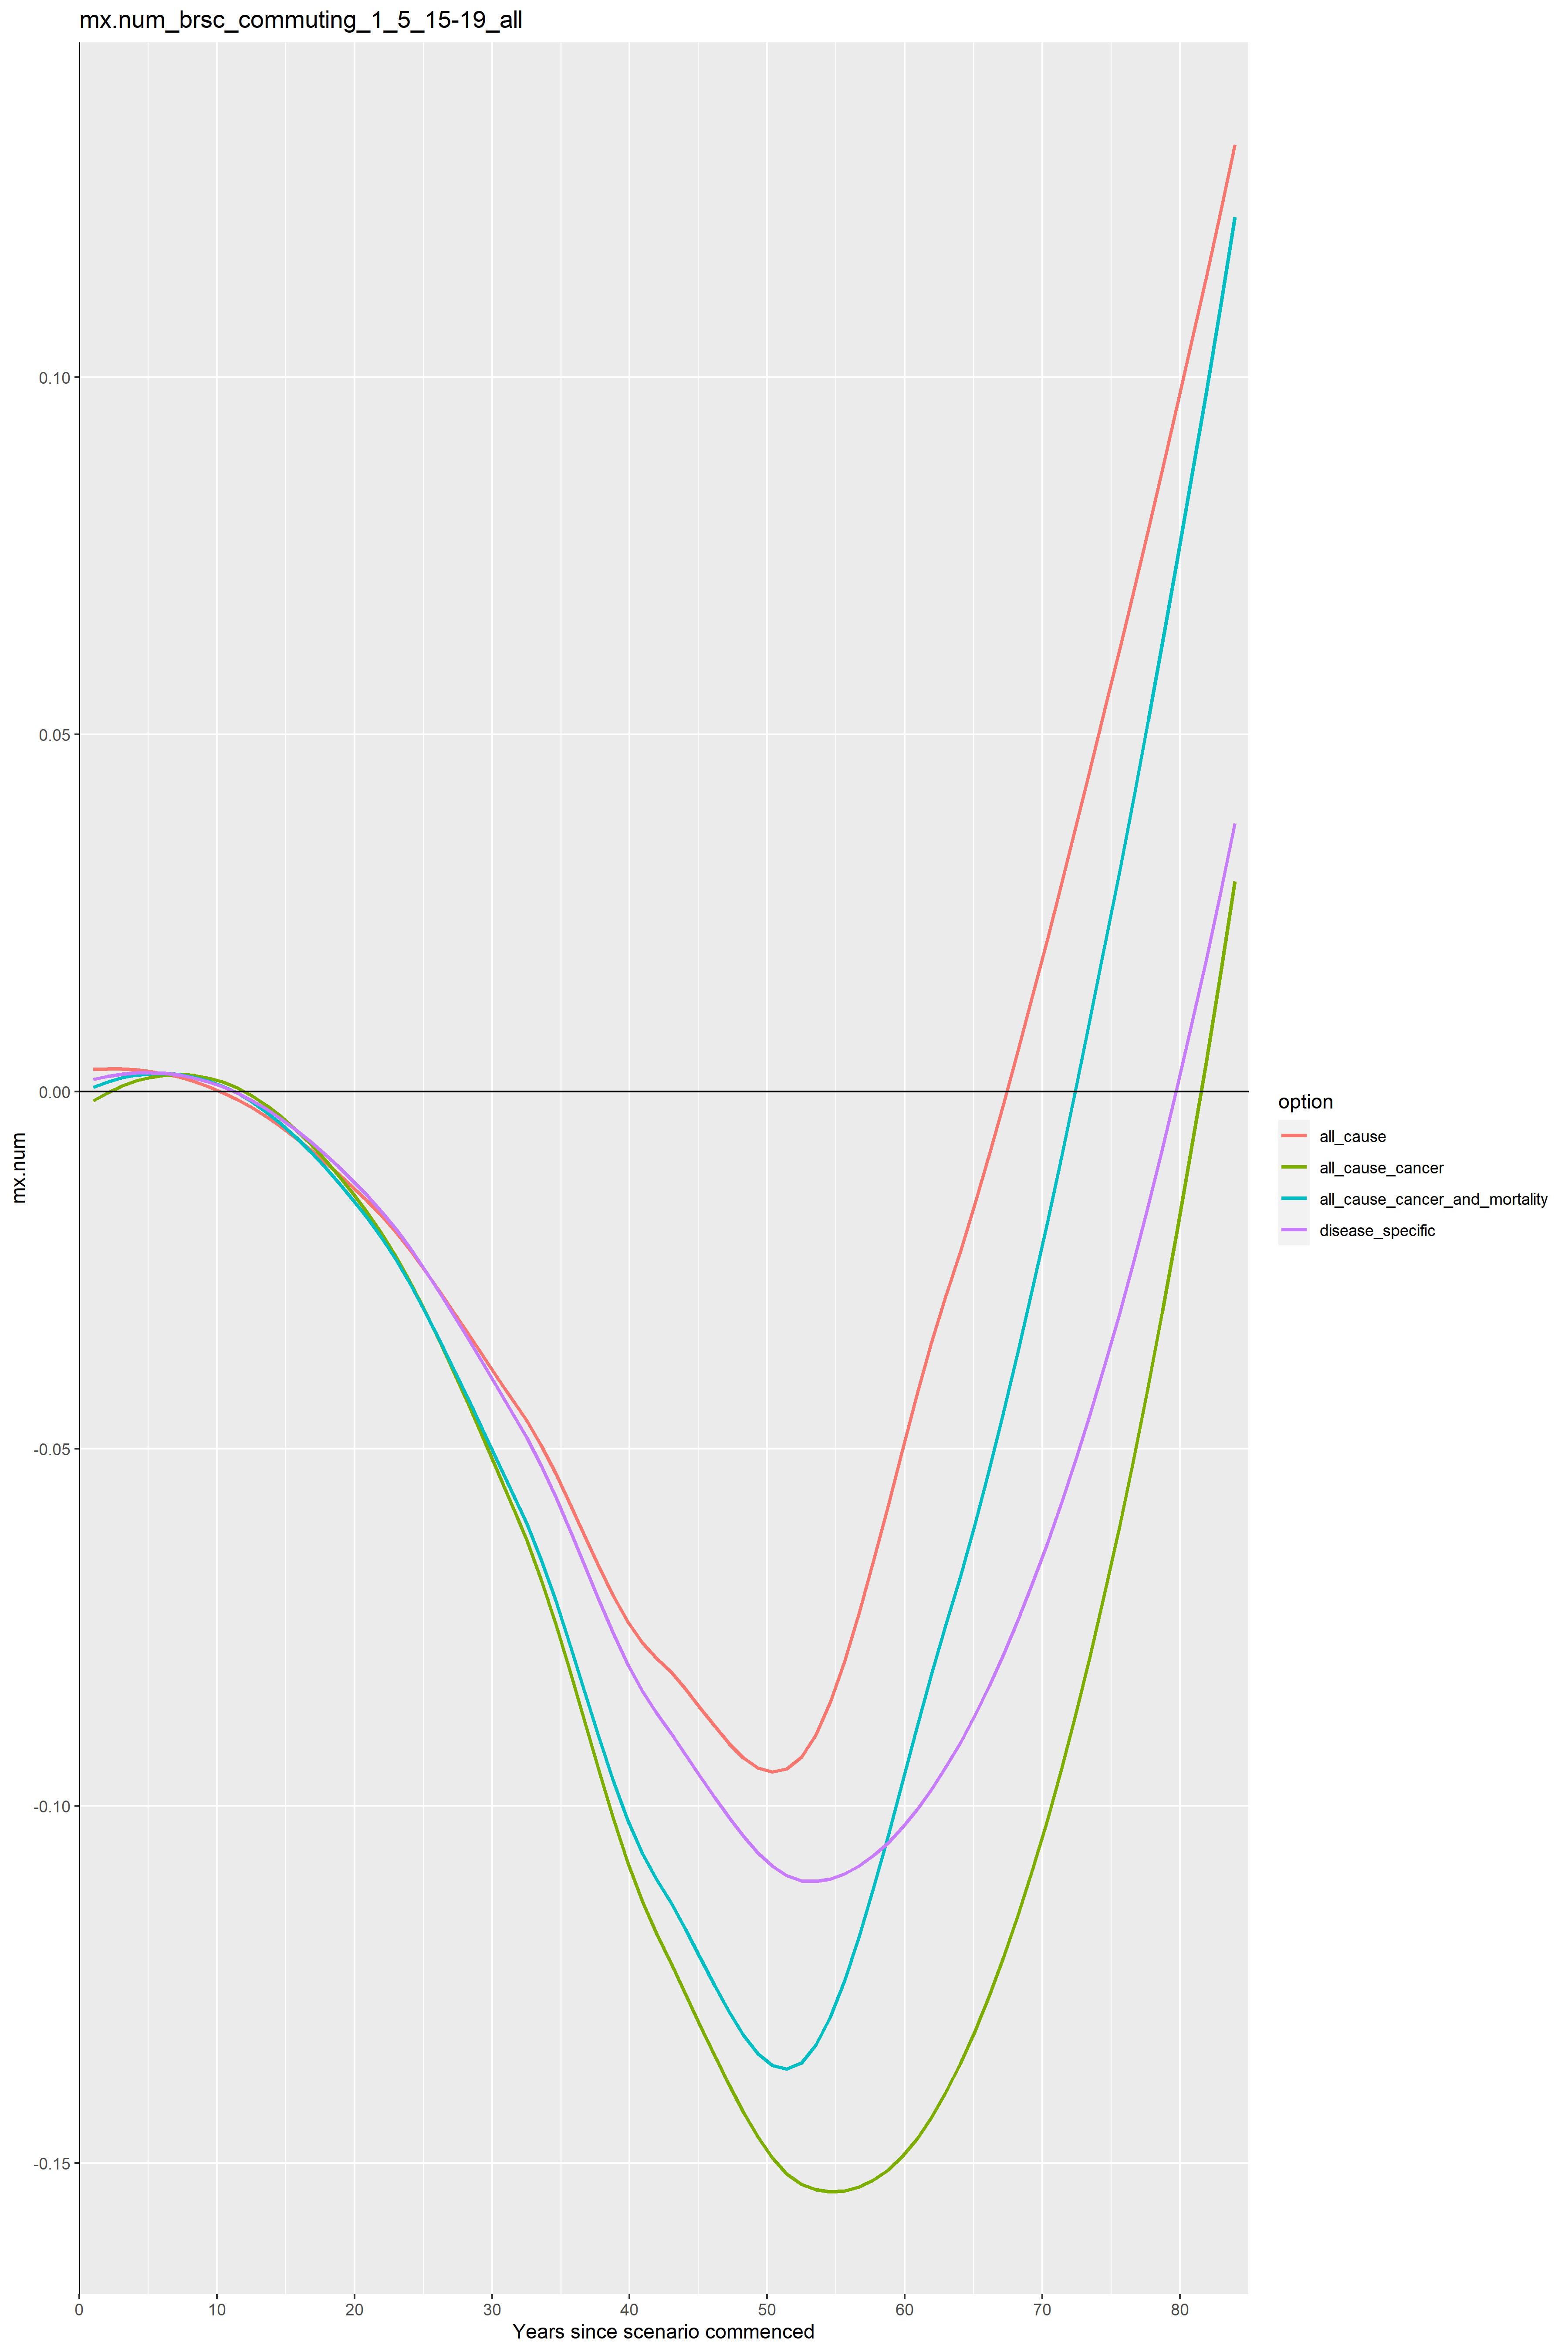 mx.num_brsc_commuting_1_5_15-19_all
0.10
0.05
0.00
-0.05
-0.10
-0.15
mx.num
0 10 20 30 40 50 60 70 80
Years since scenario commenced
option
all_cause
all_cause_cancer
all_cause_cancer_and_mortality
disease_specific